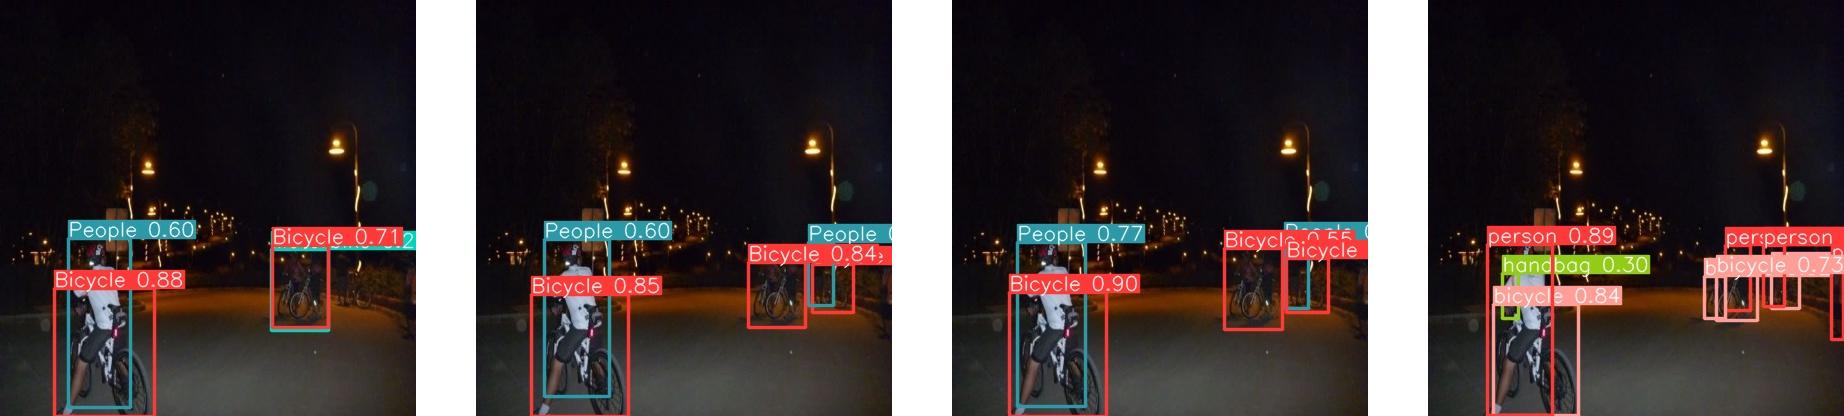 People 0.60
Bicycle 0.71
Bicycle 0.88
People 0.60
People
Bicycle 0.84
Bicycle 0.85
People 0.77
Bicycle
Bicycle 0.90
person 0.89
person
handbag 0.30
bicycle 0.73
bicycle 0.84